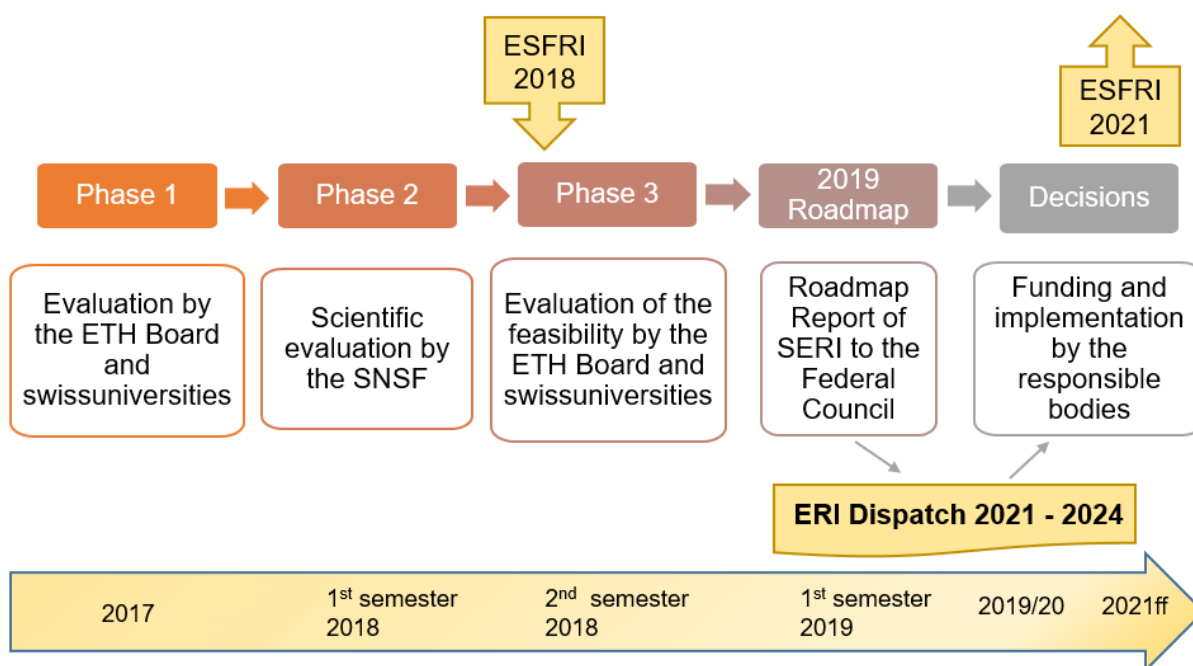 ESFRI
2018
ESFRI
2021
Phase 1
Phase 2
Phase 3
2019
Roadmap
Decisions
Evaluation by
the ETH Board
and
swissuniversities
Scientific
evaluation by
the SNSF
Evaluation of the
feasibility by the
ETH Board and
swissuniversities
Roadmap
Report of
SERI to the
Federal
Council
Funding and
implementation
by the
responsible
bodies
ERI Dispatch 2021 - 2024
2017
1st semester
2018
2nd semester
2018
1st semester
2019
2019/20
2021ff